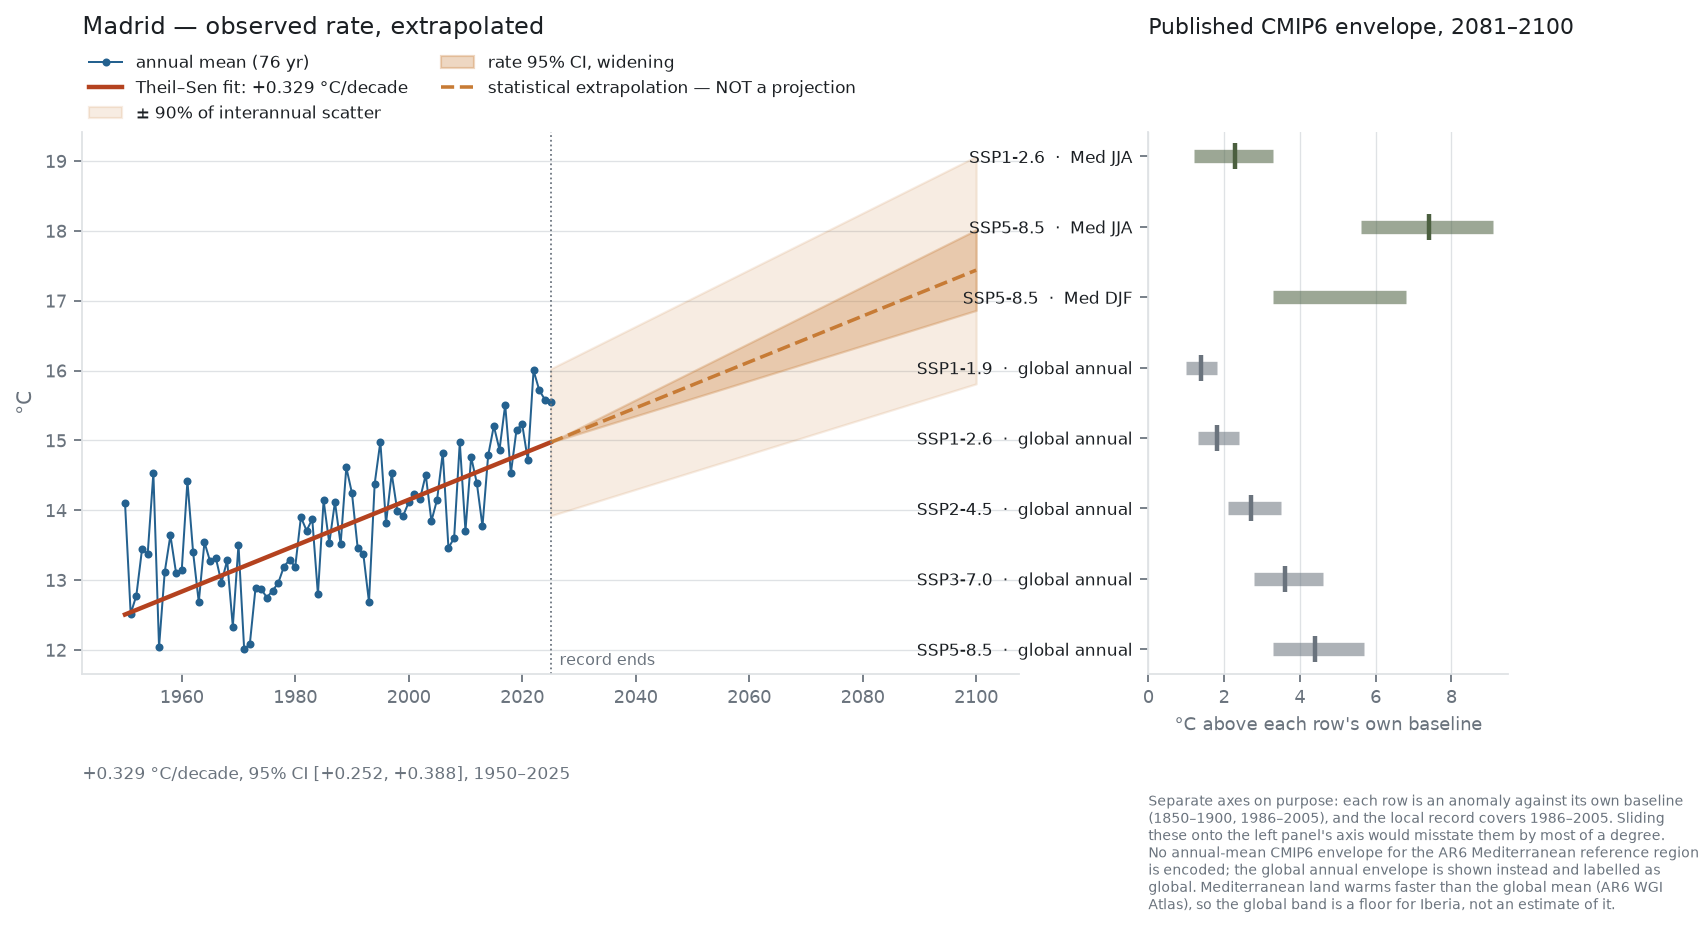 Madrid — observed rate, extrapolated
annual mean (76 yr)
Theil–Sen fit: +0.329 °C/decade
± 90% of interannual scatter
rate 95% CI, widening
statistical extrapolation — NOT a projection
°C
19
18
17
16
15
14
13
12
record ends
1960
1980
2000
2020
2040
2060
2080
2100
+0.329 °C/decade, 95% CI [+0.252, +0.388], 1950–2025
Published CMIP6 envelope, 2081–2100
SSP1-2.6 · Med JJA
SSP5-8.5 · Med JJA
SSP5-8.5 · Med DJF
SSP1-1.9 · global annual
SSP1-2.6 · global annual
SSP2-4.5 · global annual
SSP3-7.0 · global annual
SSP5-8.5 · global annual
0
2
4
6
8
°C above each row's own baseline
Separate axes on purpose: each row is an anomaly against its own baseline
(1850–1900, 1986–2005), and the local record covers 1986–2005. Sliding
these onto the left panel's axis would misstate them by most of a degree.
No annual-mean CMIP6 envelope for the AR6 Mediterranean reference region
is encoded; the global annual envelope is shown instead and labelled as
global. Mediterranean land warms faster than the global mean (AR6 WGI
Atlas), so the global band is a floor for Iberia, not an estimate of it.